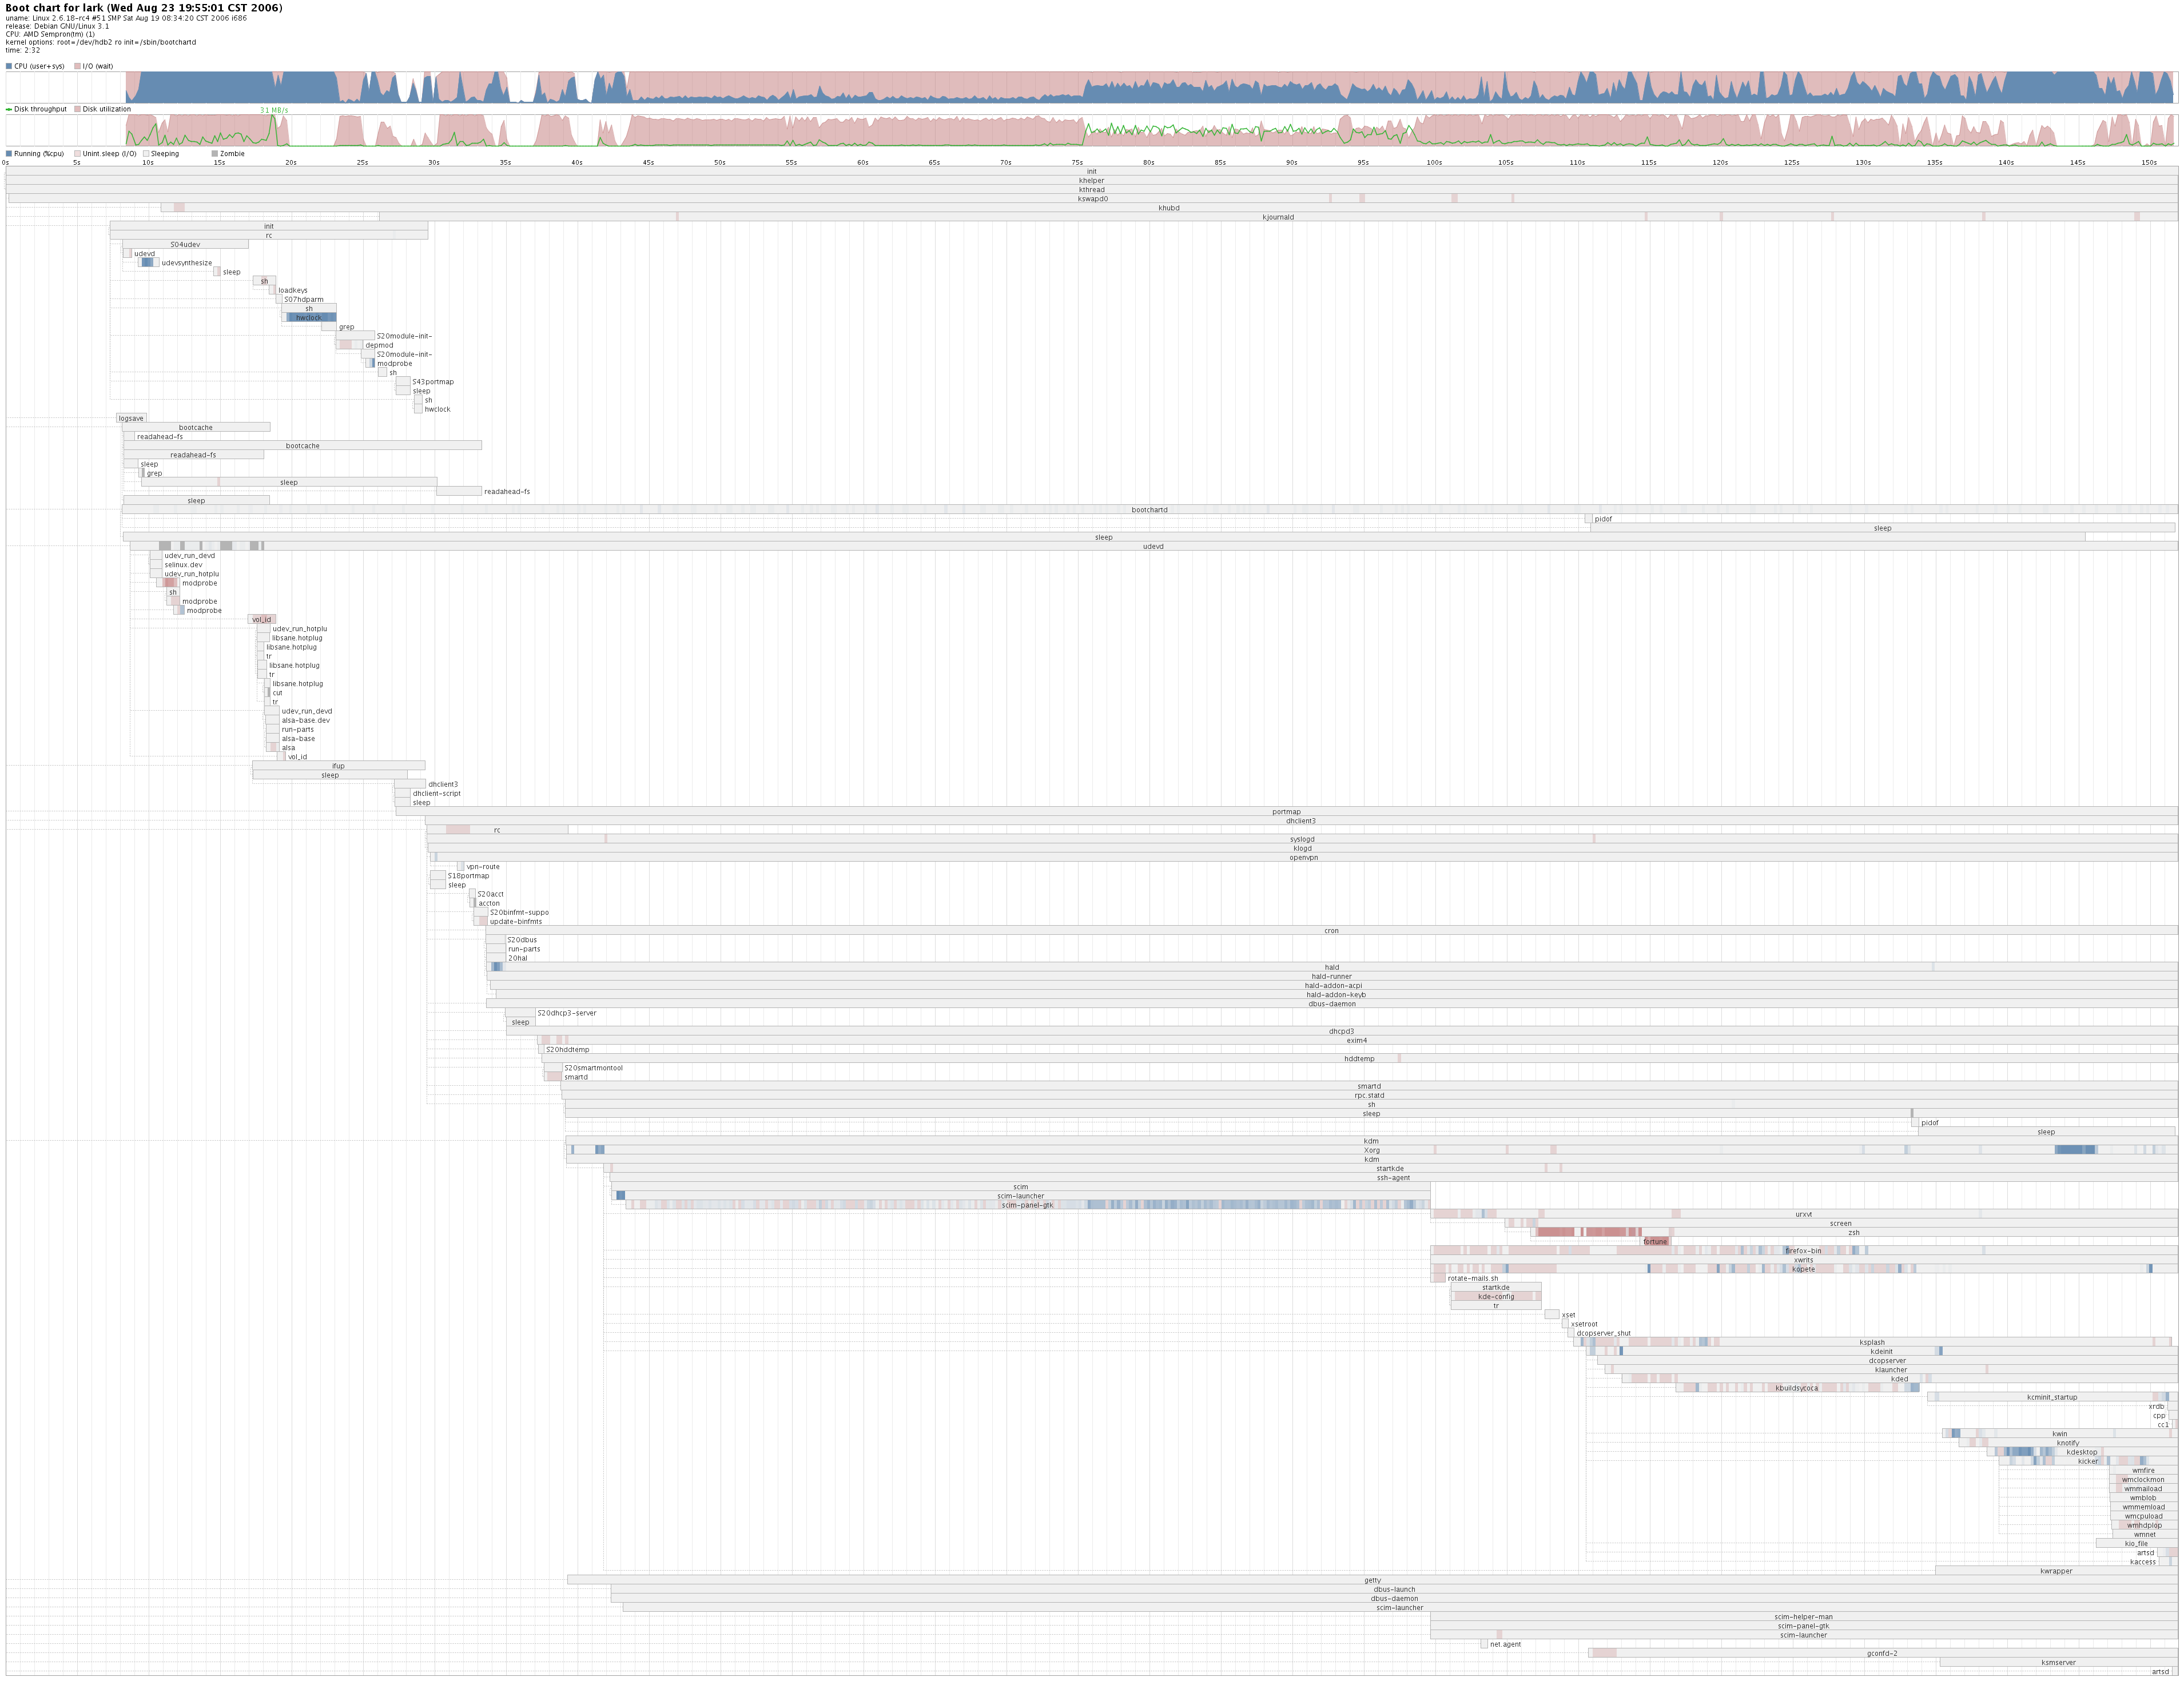 Boot chart for lark (Wed Aug 23 19:55:01 CST 2006)
uname: Linux 2.6.18-rc4 #51 SMP Sat Aug 19 08:34:20 CST 2006 i686
release: Debian GNU/Linux 3.1
CPU: AMD Sempron(tm) (1)
kernel options: root=/dev/hdb2 ro init=/sbin/bootchartd
time: 2:32
CPU (user+sys) I/O (wait)
Disk throughput Disk utilization 31 MB/s
Running (%cpu) Unint.sleep (I/O) Sleeping Zombie
0s 5s 10s 15s 20s 25s 30s 35s 40s 45s 50s 55s 60s 65s 70s 75s 80s 85s 90s 95s 100s 105s 110s 115s 120s 125s 130s 135s 140s 145s 150s
init
khelper
kthread
kswapd0
khubd
kjournald
init
rc
S04udev
udevd
udevsynthesize
sleep
sh
loadkeys
S07hdparm
sh
hwclock
grep
S20module-init-
depmod
S20module-init-
modprobe
sh
S43portmap
sleep
sh
hwclock
logsave
bootcache
readahead-fs
bootcache
readahead-fs
sleep
grep
sleep
readahead-fs
sleep
bootchartd
pidof
sleep
sleep
udevd
udev_run_devd
selinux.dev
udev_run_hotplu
modprobe
sh
modprobe
modprobe
vol_id
udev_run_hotplu
libsane.hotplug
libsane.hotplug
tr
libsane.hotplug
tr
libsane.hotplug
cut
tr
udev_run_devd
alsa-base.dev
run-parts
alsa-base
alsa
vol_id
ifup
sleep
dhclient3
dhclient-script
sleep
portmap
dhclient3
rc
syslogd
klogd
openvpn
vpn-route
S18portmap
sleep
S20acct
accton
S20binfmt-suppo
update-binfmts
cron
S20dbus
run-parts
20hal
hald
hald-runner
hald-addon-acpi
hald-addon-keyb
dbus-daemon
S20dhcp3-server
sleep
dhcpd3
exim4
S20hddtemp
hddtemp
S20smartmontool
smartd
smartd
rpc.statd
sh
sleep
pidof
sleep
kdm
Xorg
kdm
startkde
ssh-agent
scim
scim-launcher
scim-panel-gtk
urxvt
screen
zsh
fortune
firefox-bin
xwrits
kopete
rotate-mails.sh
startkde
kde-config
tr
xset
xsetroot
dcopserver_shut
ksplash
kdeinit
dcopserver
klauncher
kded
kbuildsycoca
kcminit_startup
xrdb
cpp
cc1
kwin
knotify
kdesktop
kicker
wmfire
wmclockmon
wmmaiload
wmblob
wmmemload
wmcpuload
wmhdplop
wmnet
kio_file
artsd
kaccess
kwrapper
getty
dbus-launch
dbus-daemon
scim-launcher
scim-helper-man
scim-panel-gtk
scim-launcher
net.agent
gconfd-2
ksmserver
artsd